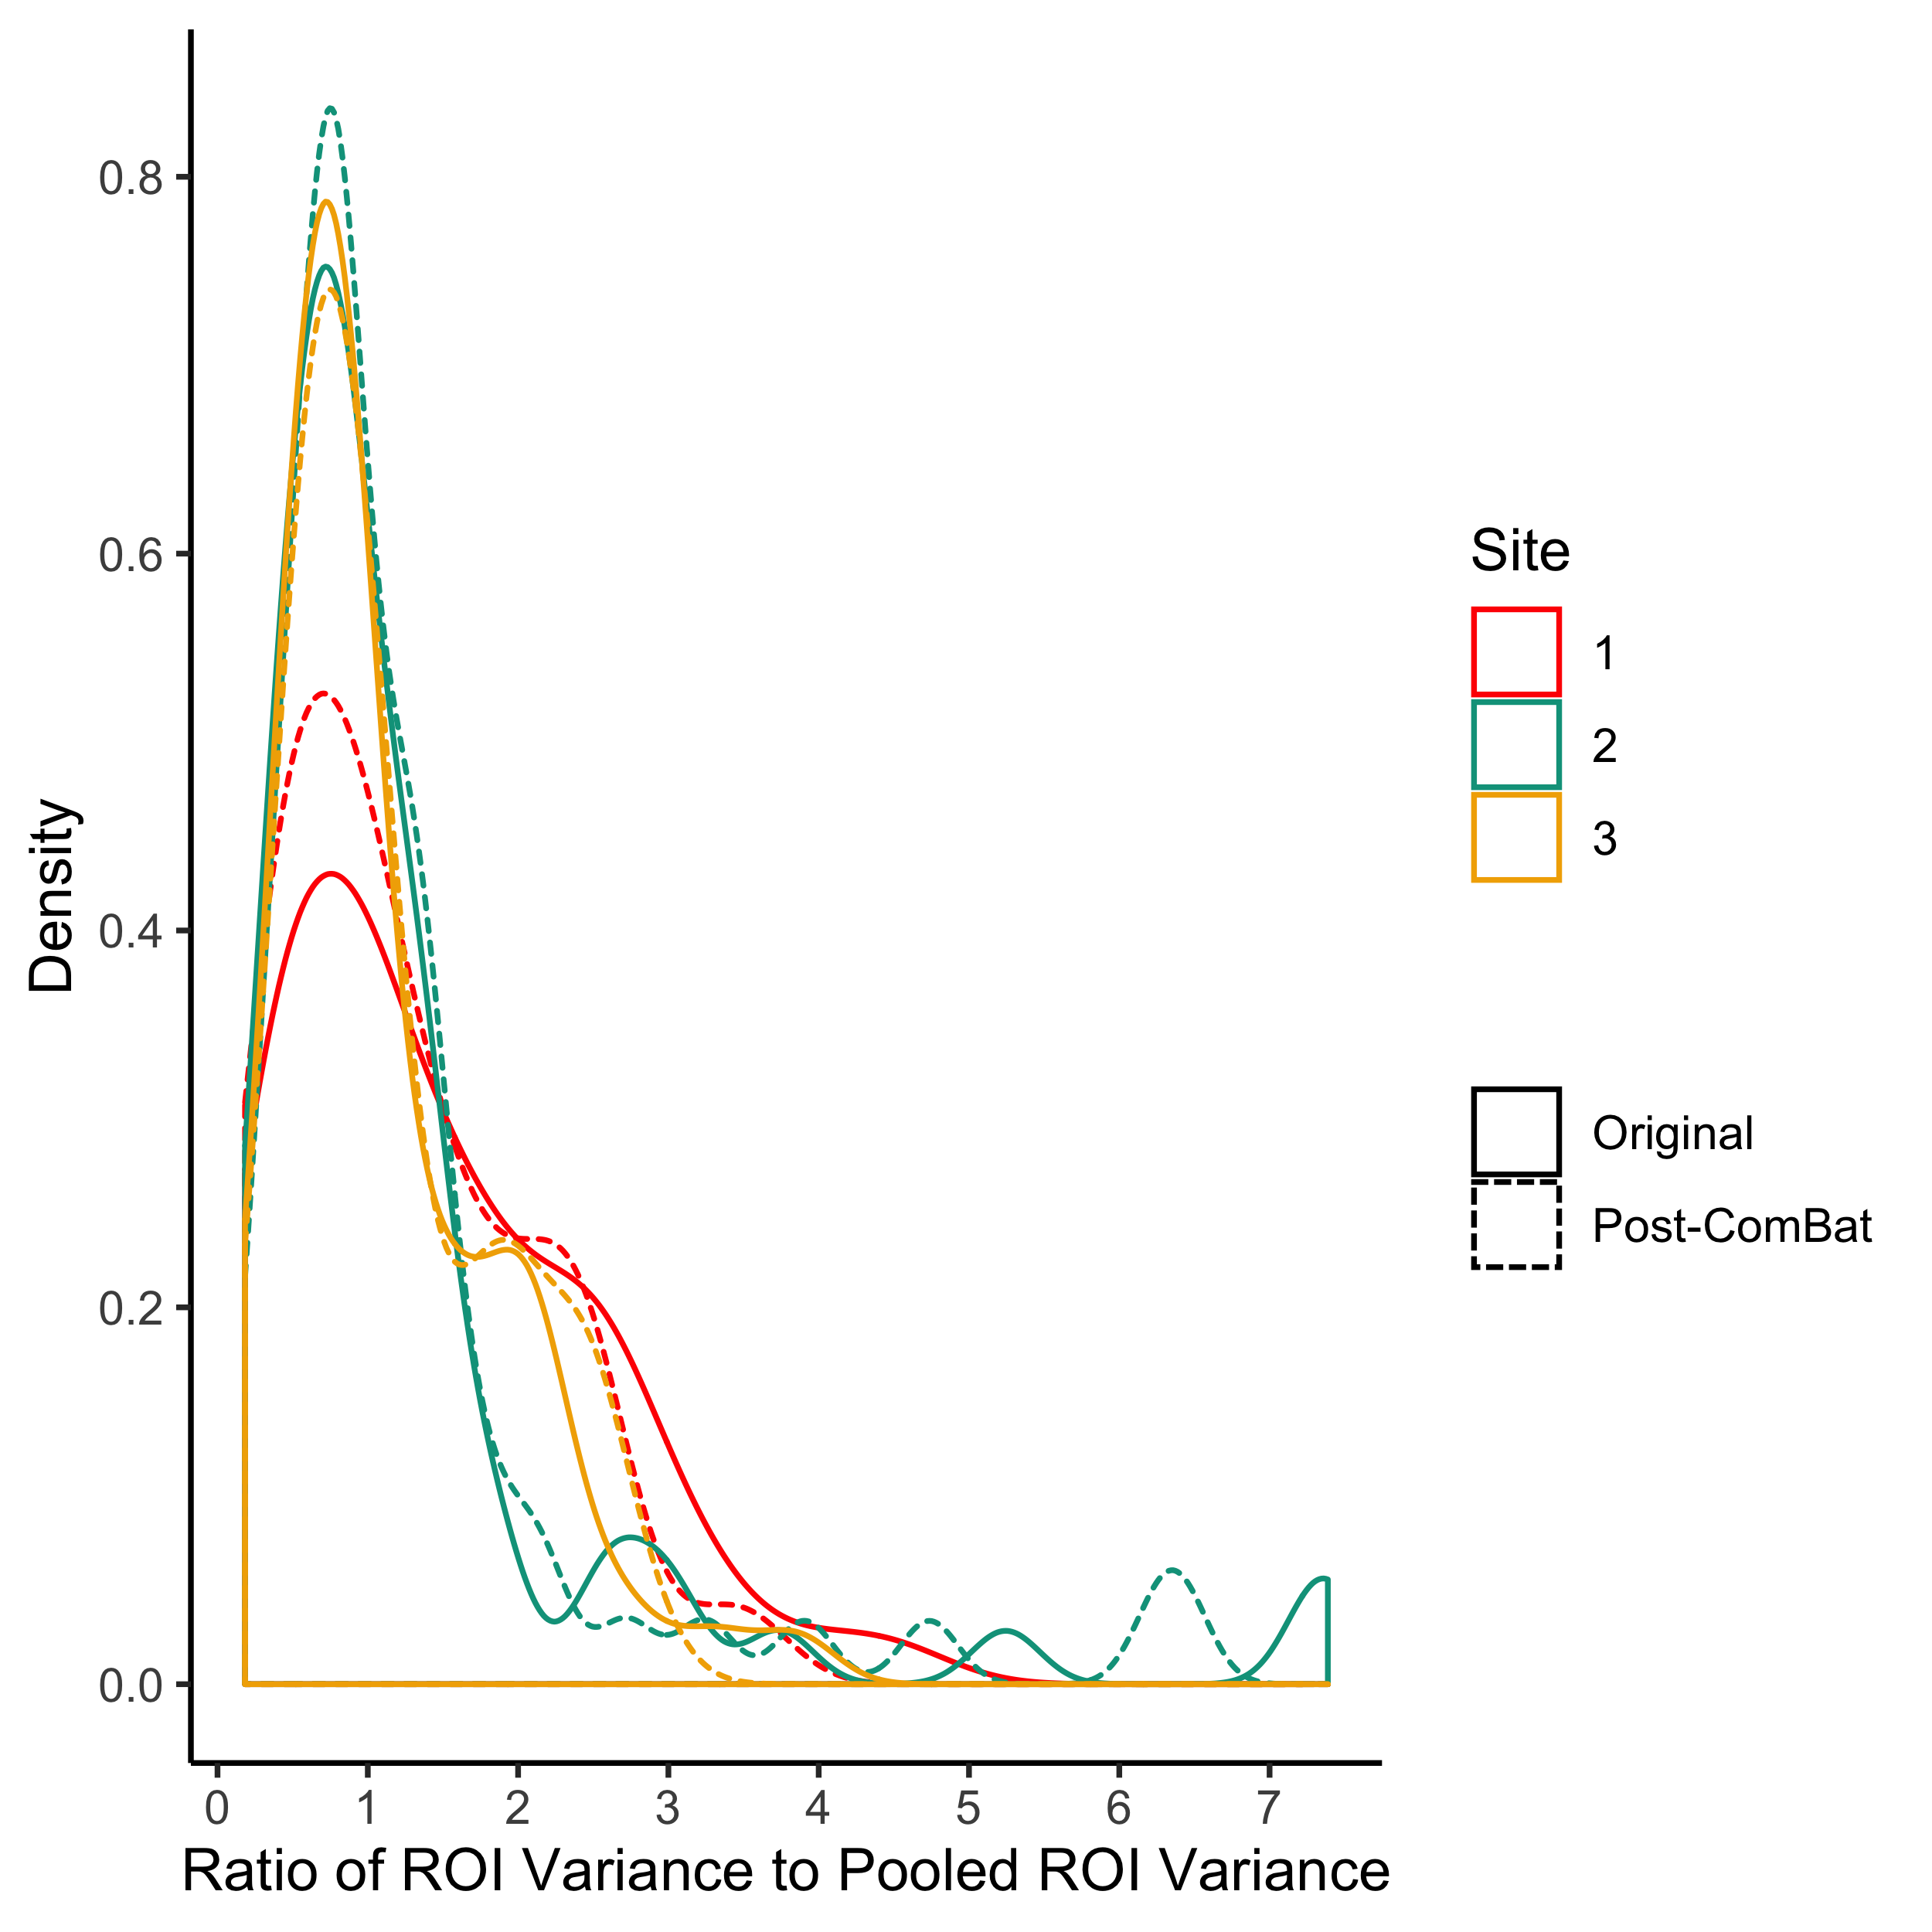 Density
0.8
0.6
0.4
0.2
0.0
0 1 2 3 4 5 6 7
Ratio of ROI Variance to Pooled ROI Variance
Site
1
2
3
Original
Post-ComBat